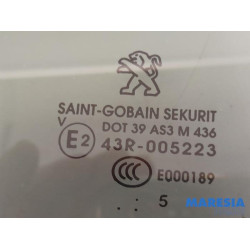 SAINT-GOBAIN SEKURIT
V DOT 39 AS3 M 436
E2 43R-005223
CCC E000189
.: 5
MARESIA